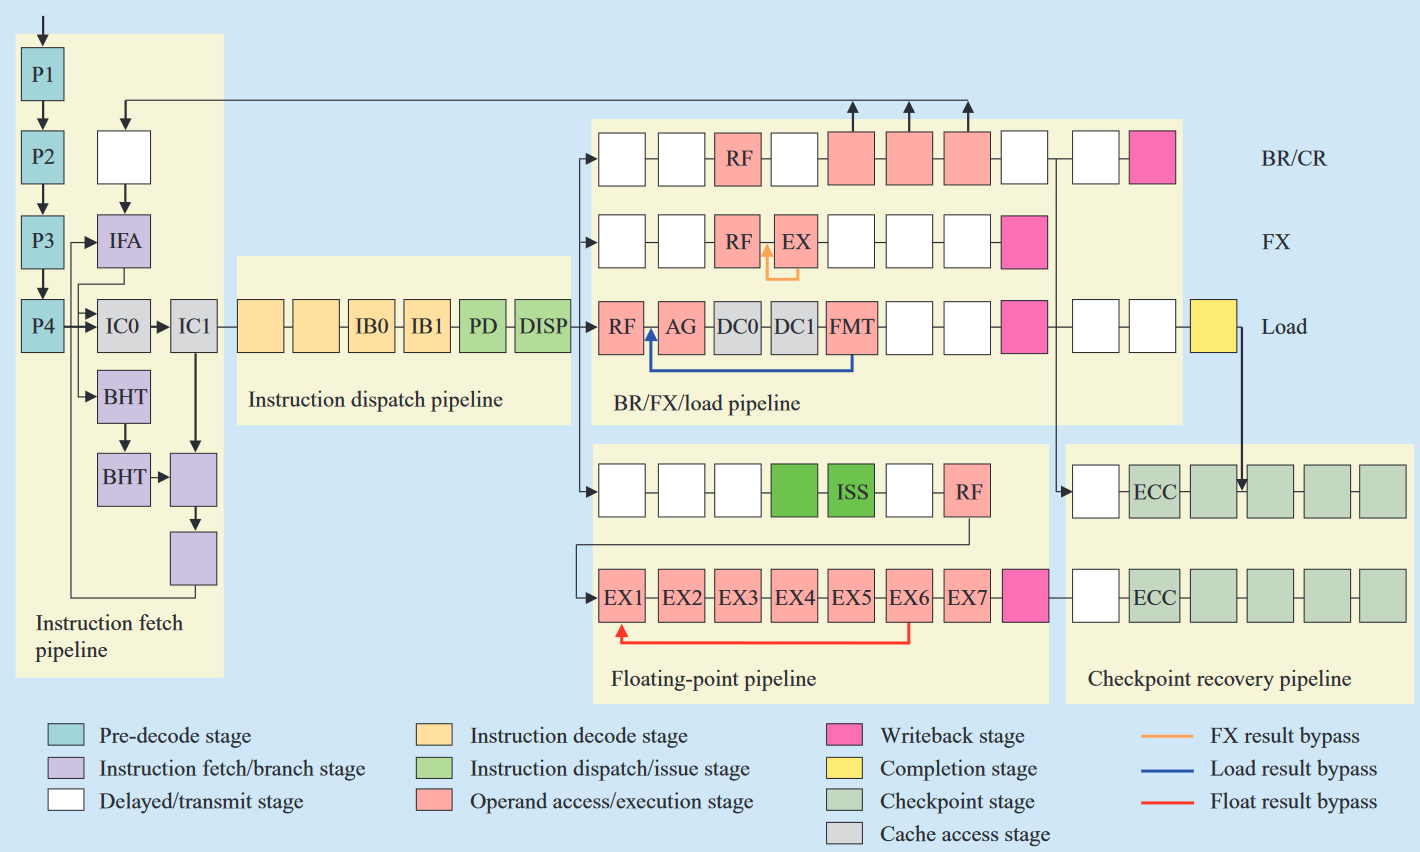 P1
P2
P3
IFA
P4
IC0
IC1
BHT
BHT
Instruction fetch
pipeline
IB0
IB1
PD
DISP
Instruction dispatch pipeline
RF
BR/CR
RF
EX
FX
RF
AG
DC0
DC1
FMT
Load
BR/FX/load pipeline
ISS
RF
EX1
EX2
EX3
EX4
EX5
EX6
EX7
Floating-point pipeline
ECC
ECC
Checkpoint recovery pipeline
Pre-decode stage
Instruction fetch/branch stage
Delayed/transmit stage
Instruction decode stage
Instruction dispatch/issue stage
Operand access/execution stage
Writeback stage
Completion stage
Checkpoint stage
Cache access stage
FX result bypass
Load result bypass
Float result bypass